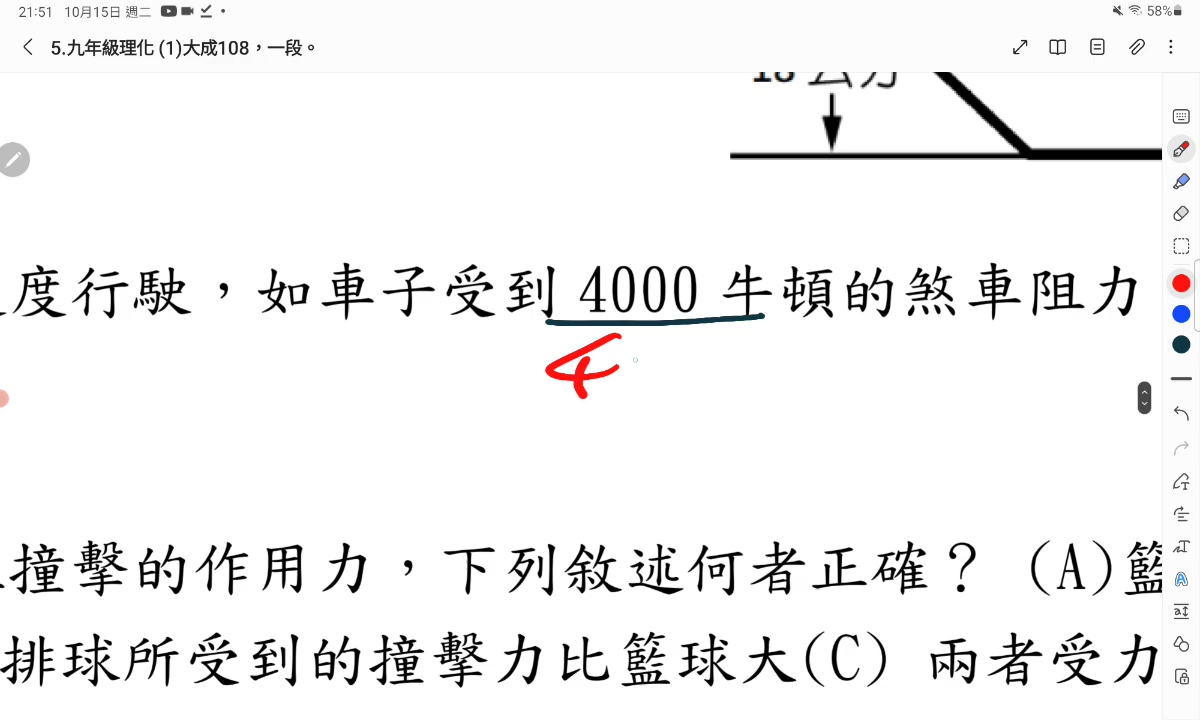 21:51 10月15日 週二 58%
5.九年級理化 (1)大成108，一段。
度行駛，如車子受到 4000 牛頓的煞車阻力
4
撞擊的作用力，下列敘述何者正確？ (A)籃
排球所受到的撞擊力比籃球大(C) 兩者受力